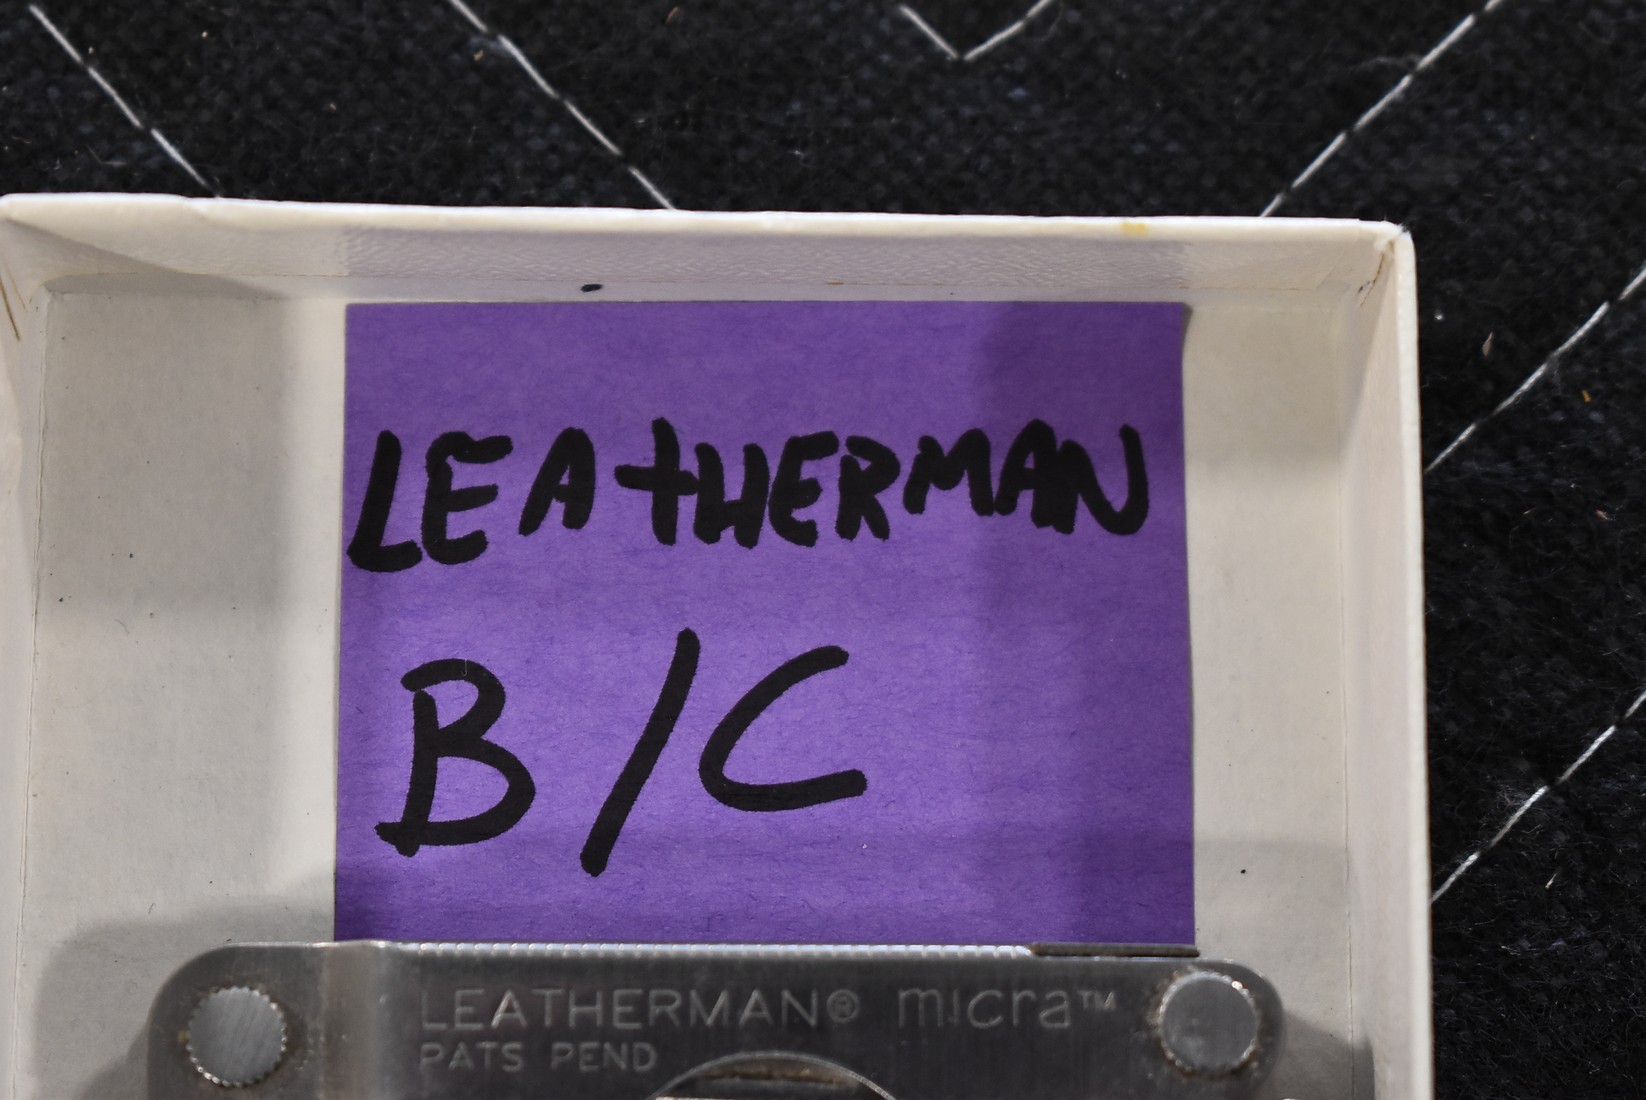 LEATHERMAN
B/C
LEATHERMAN® micra™
PATS PEND